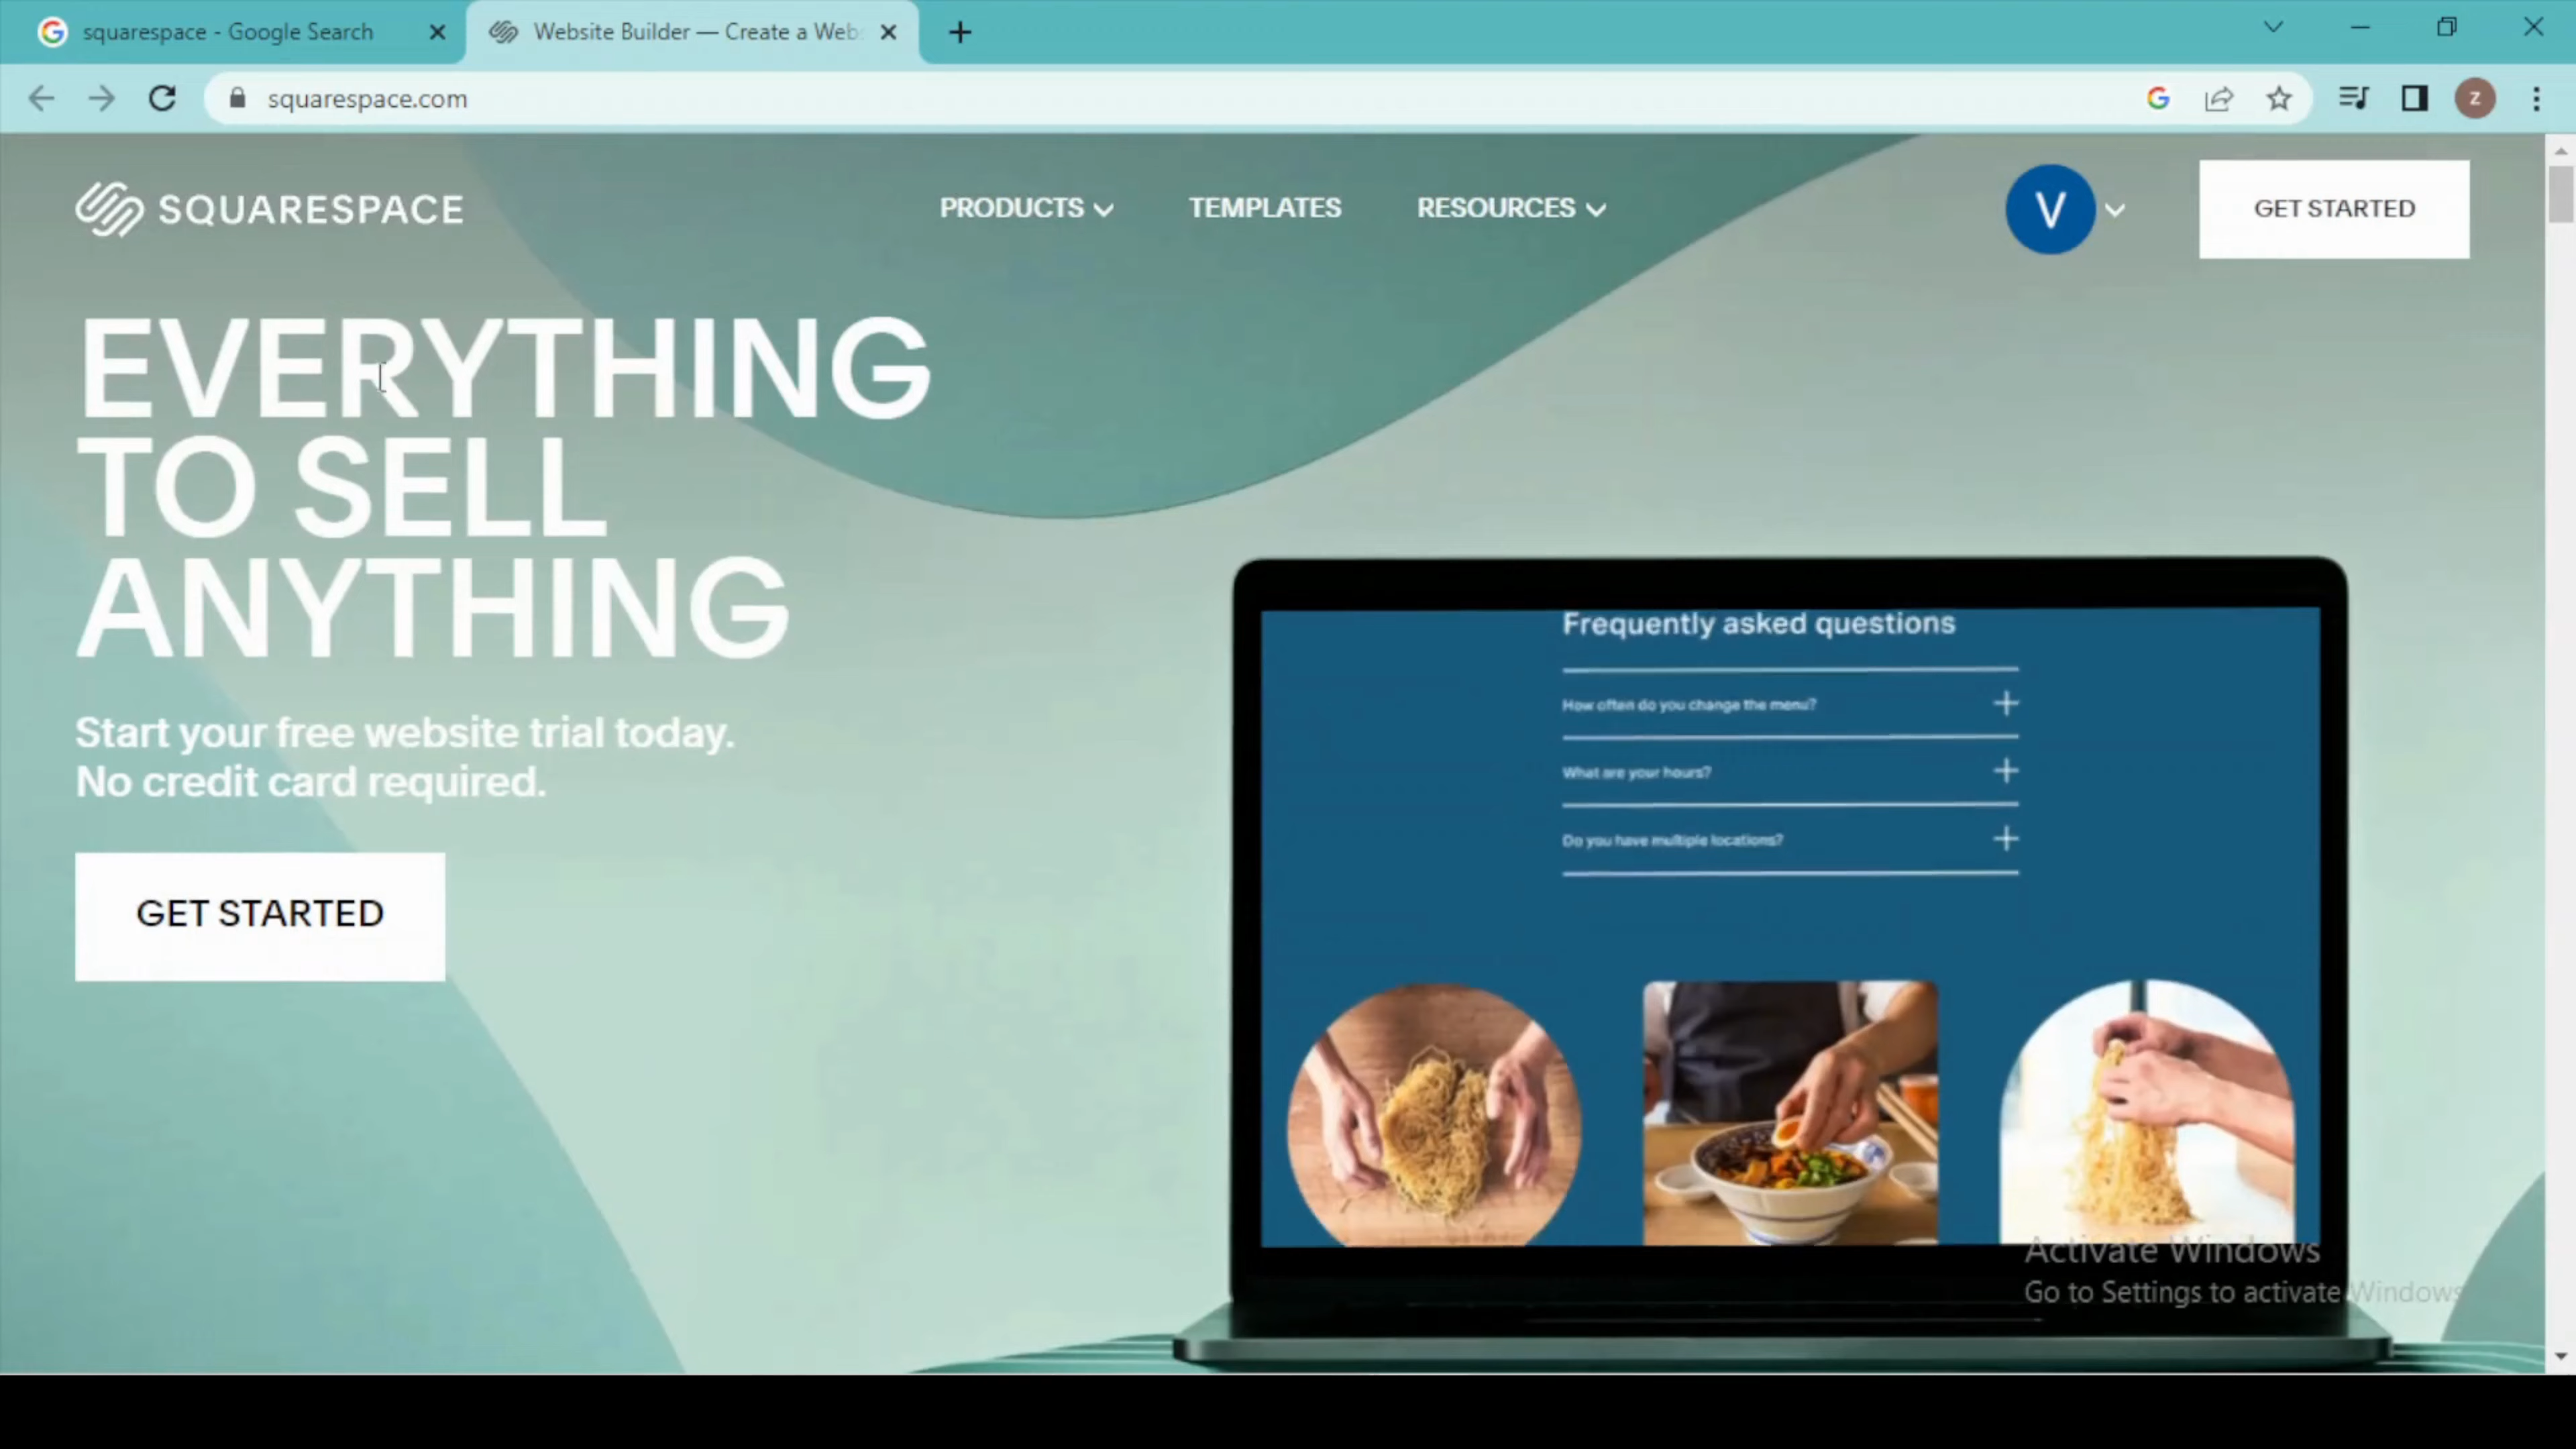 squarespace - Google Search
Website Builder — Create a Webs
squarespace.com
Z
SQUARESPACE
PRODUCTS
TEMPLATES
RESOURCES
V
GET STARTED
EVERYTHING
TO SELL
ANYTHING
Start your free website trial today.
No credit card required.
GET STARTED
Frequently asked questions
How often do you change the menu?
What are your hours?
Do you have multiple locations?
Activate Windows
Go to Settings to activate Windows